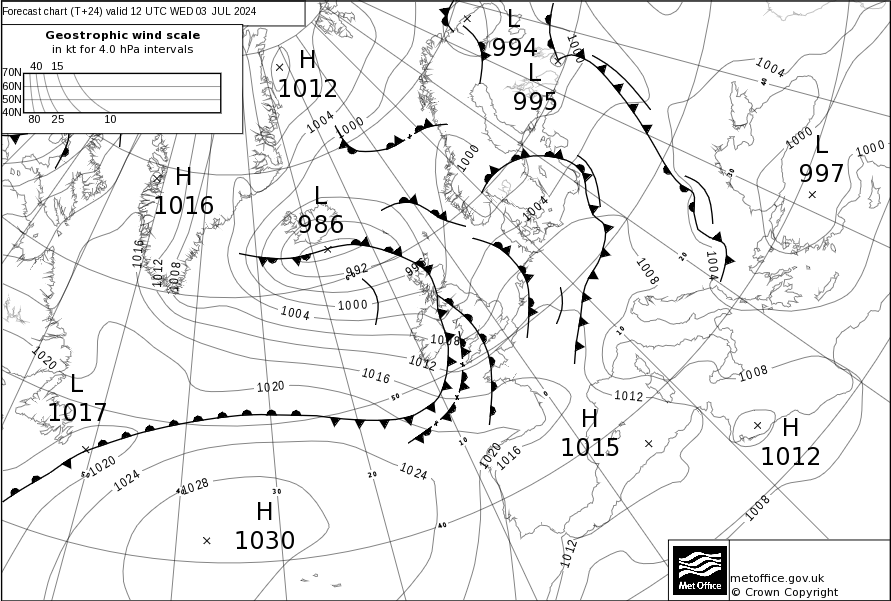 Forecast chart (T+24) valid 12 UTC WED 03 JUL 2024
Geostrophic wind scale
in kt for 4.0 hPa intervals
40 15
70N
60N
50N
40N
80 25 10
H
1012
L
994
L
995
1000
1004
40
1004
1000
1000
1000
1000
L
997
30
H
1016
L
986
1004
1016
1012
1008
992
996
1004
1000
1008
20
1004
1008
1012
1016
10
1020
1020
L
1017
50
0
1012
1008
H
1015
H
1012
10
1020
1016
50
1020
1024
40
1028
30
20
1024
40
H
1030
1008
1012
Met Office
metoffice.gov.uk
© Crown Copyright